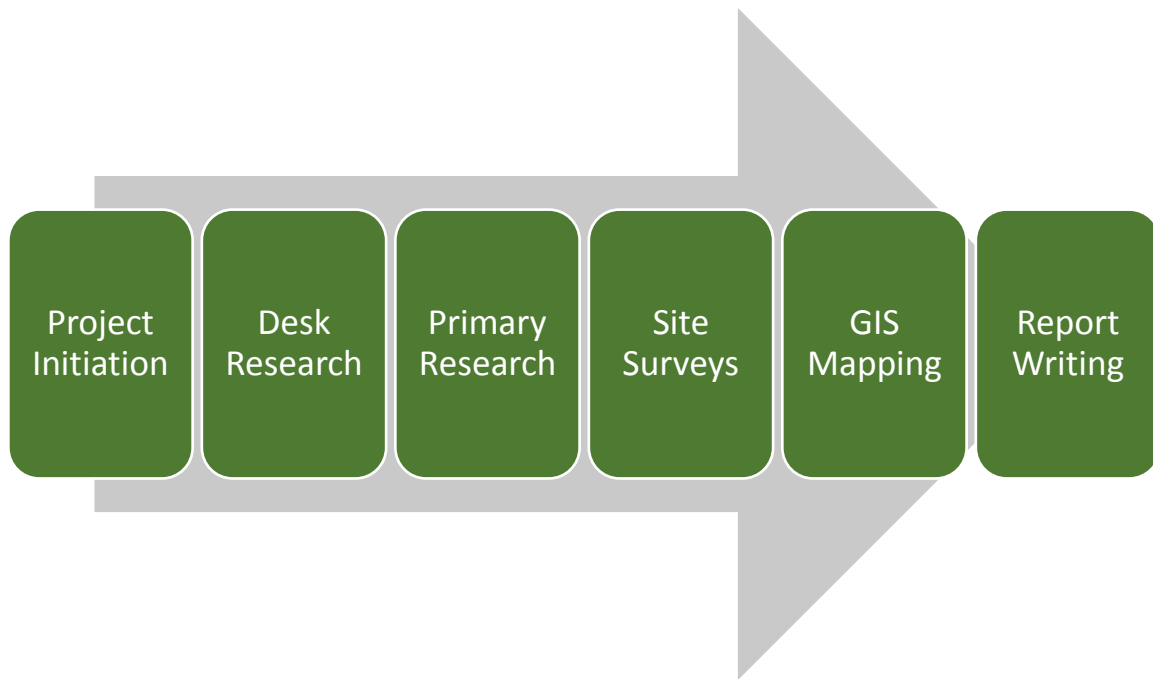 Project
Initiation
Desk
Research
Primary
Research
Site
Surveys
GIS
Mapping
Report
Writing